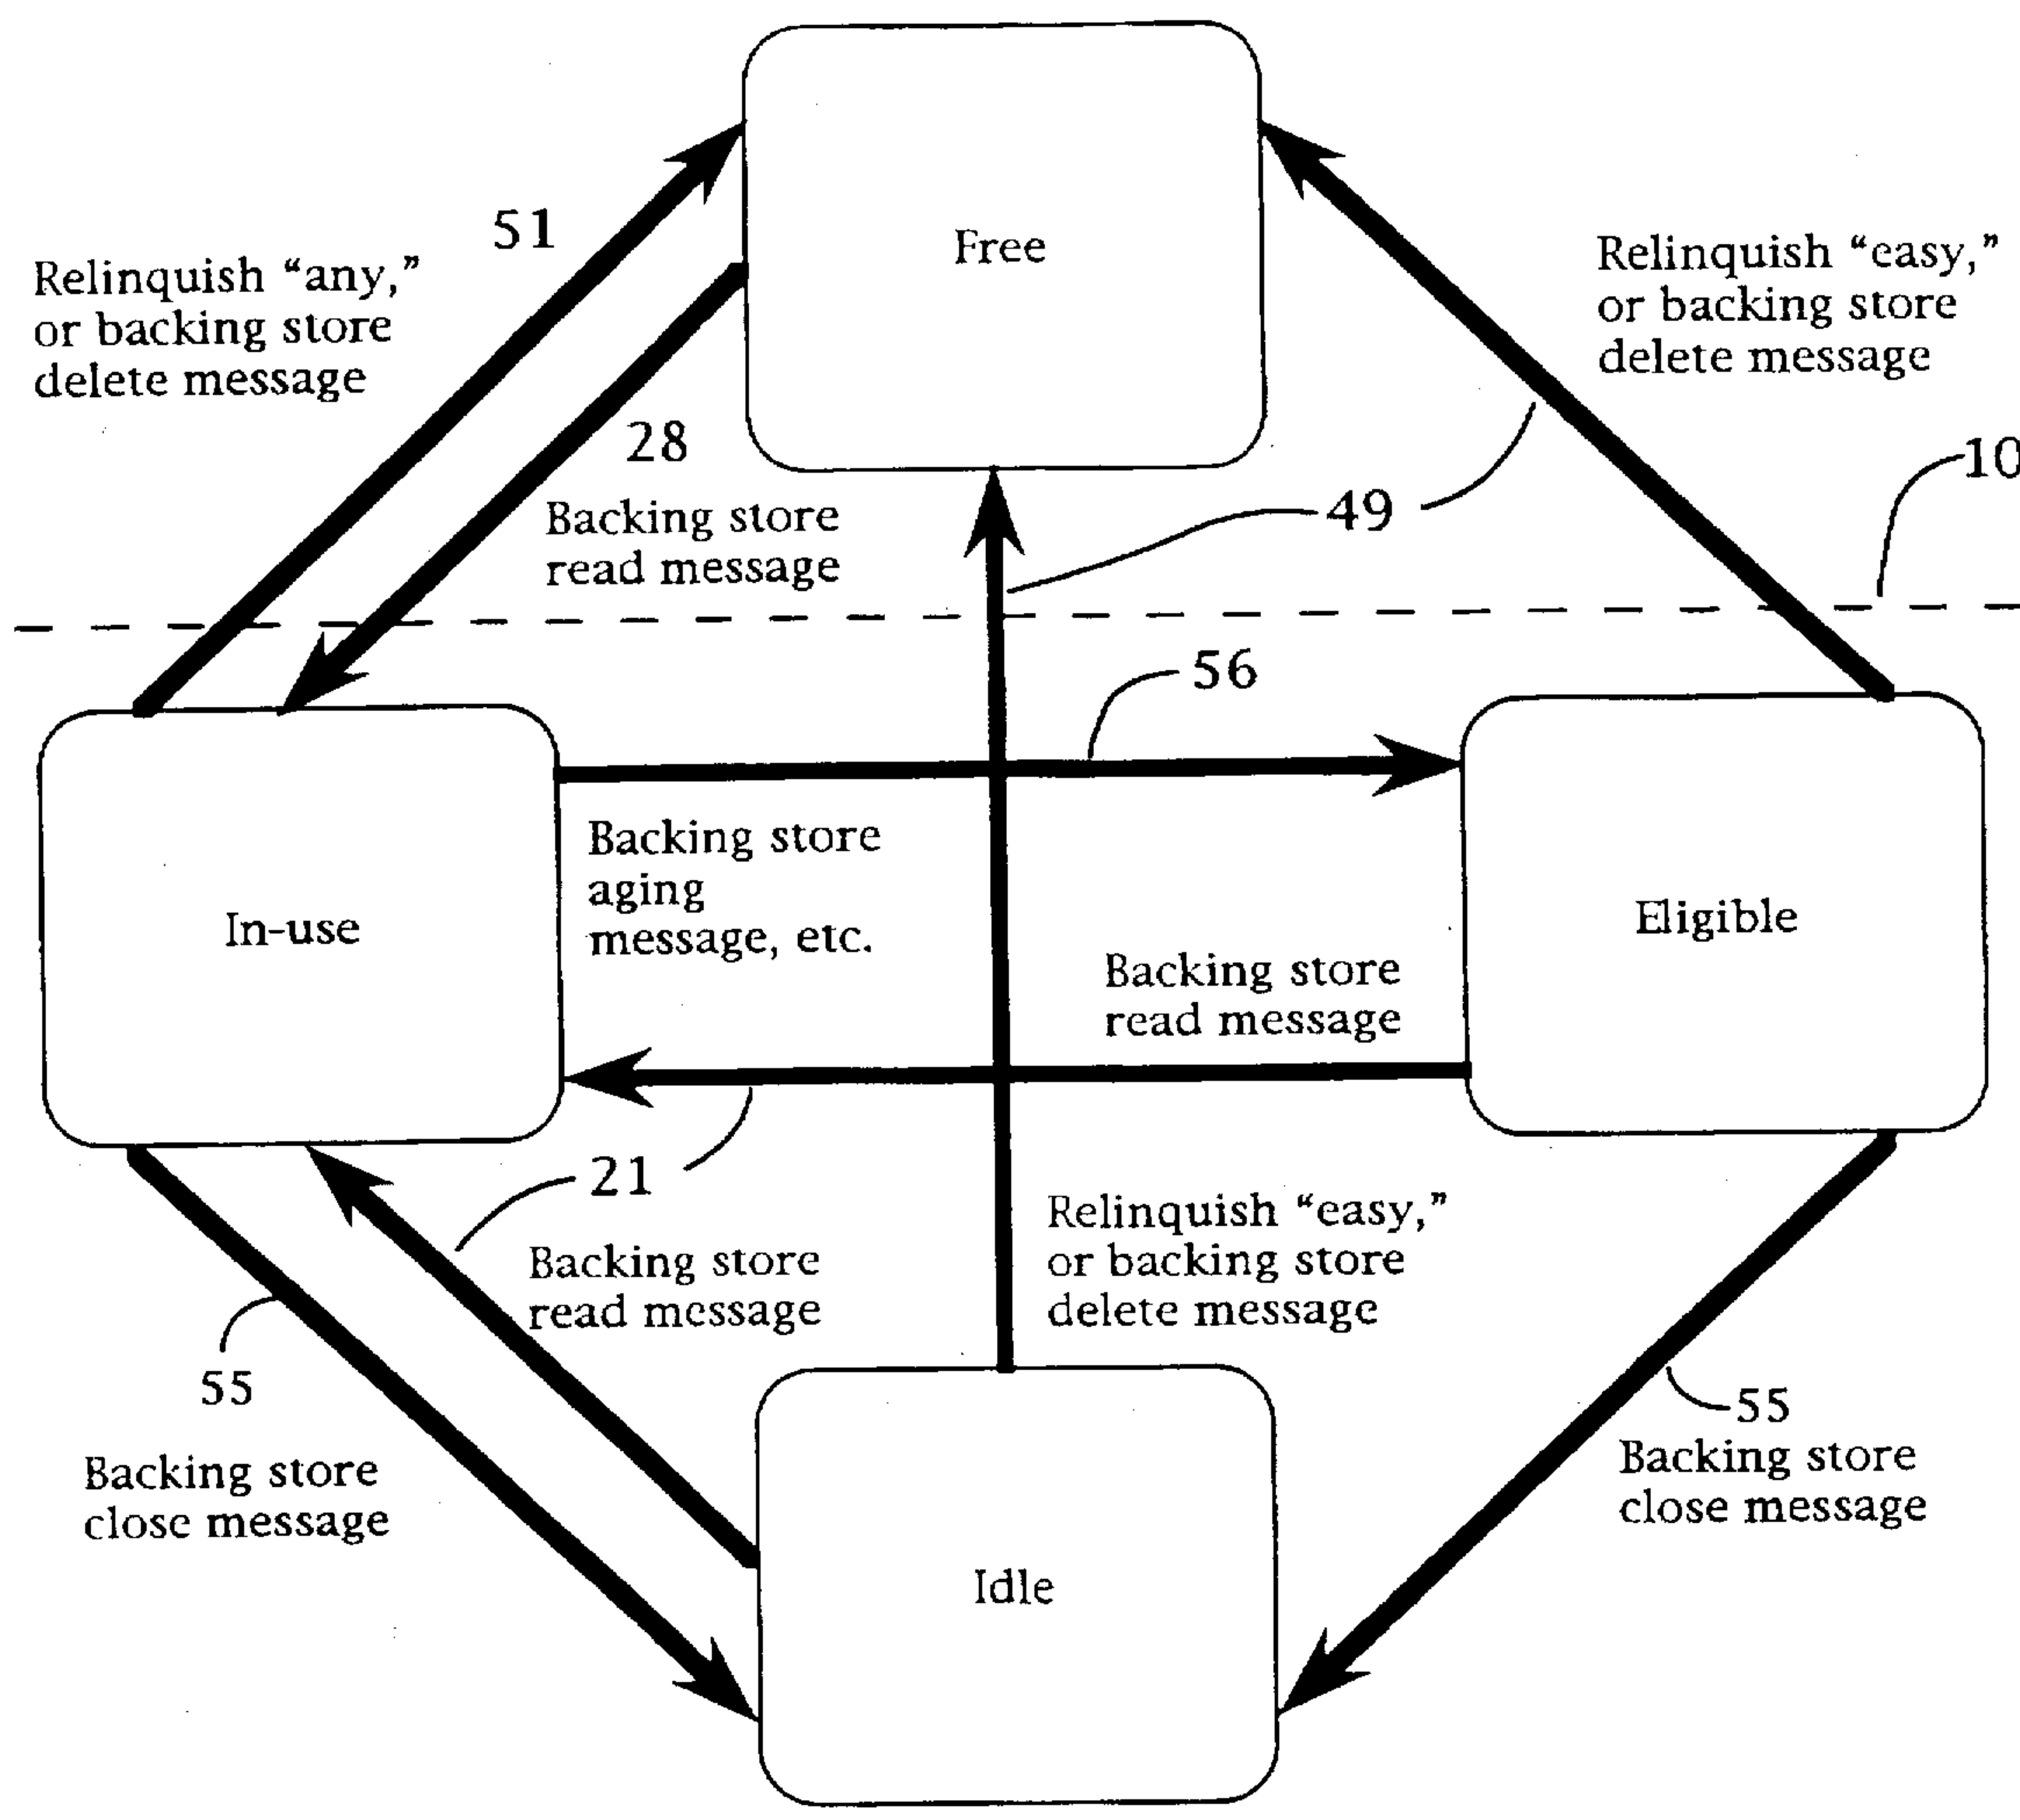 Free
51
Relinquish “any,”
or backing store
delete message
Relinquish “easy,”
or backing store
delete message
28
Backing store
read message
49
10
56
In-use
Backing store
aging
message, etc.
Eligible
Backing store
read message
21
Backing store
read message
Relinquish “easy,”
or backing store
delete message
55
Backing store
close message
55
Backing store
close message
Idle